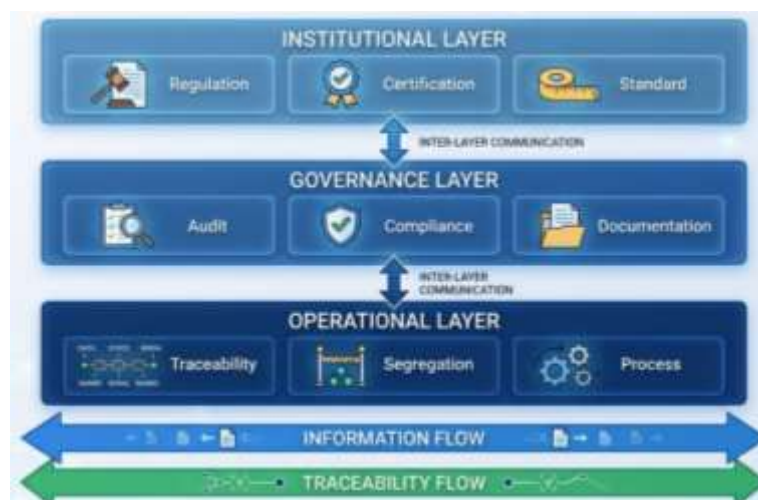 INSTITUTIONAL LAYER
Regulation
Certification
Standard
INTER-LAYER COMMUNICATION
GOVERNANCE LAYER
Audit
Compliance
Documentation
INTER-LAYER
COMMUNICATION
OPERATIONAL LAYER
Traceability
Segregation
Process
INFORMATION FLOW
TRACEABILITY FLOW